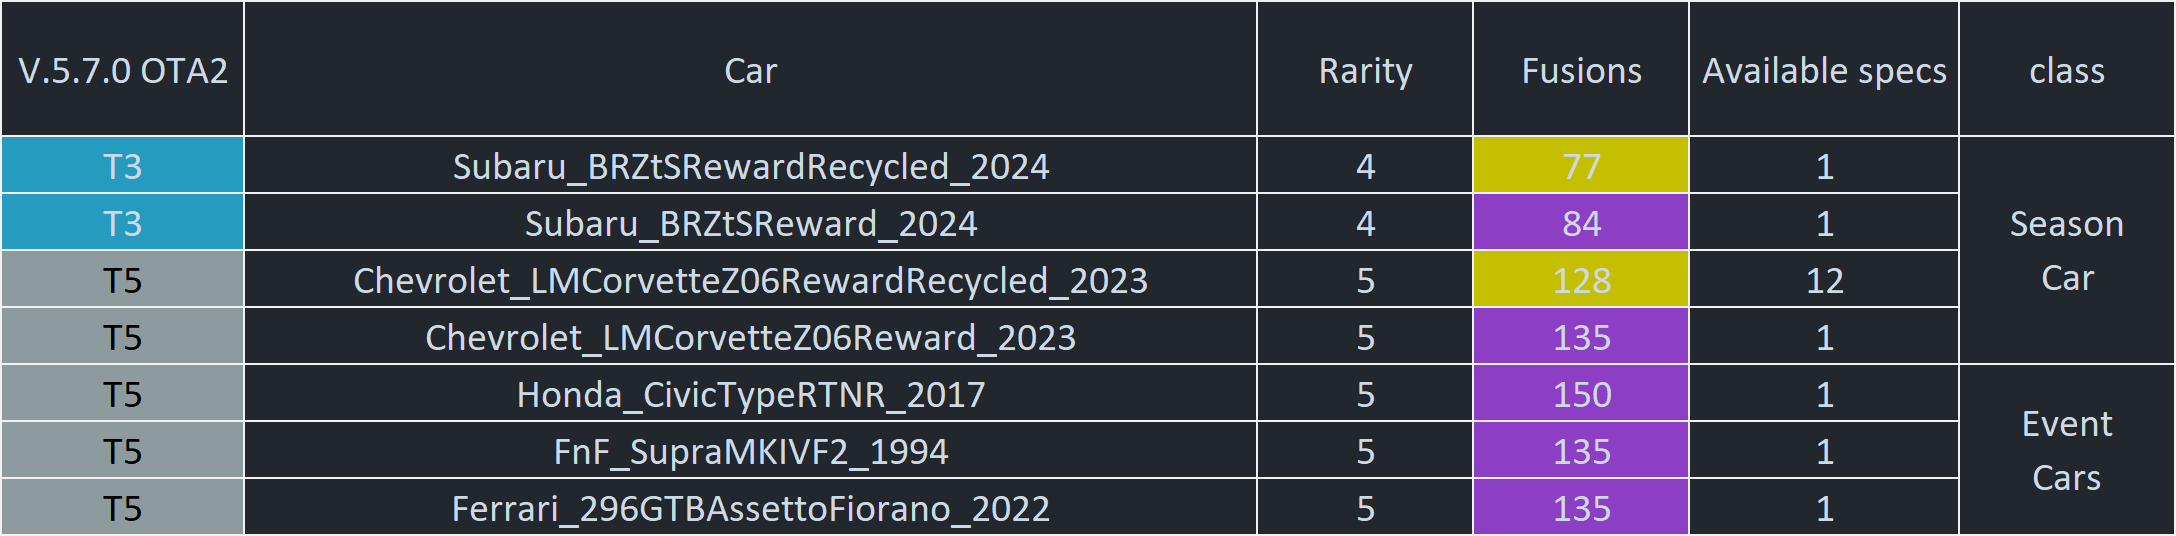 V.5.7.0 OTA2 Car Rarity Fusions Available specs class
T3 Subaru_BRZtSRewardRecycled_2024 4 77 1
T3 Subaru_BRZtSReward_2024 4 84 1
Season
Car
T5 Chevrolet_LMCorvetteZ06RewardRecycled_2023 5 128 12
T5 Chevrolet_LMCorvetteZ06Reward_2023 5 135 1
T5 Honda_CivicTypeRTNR_2017 5 150 1
Event
Cars
T5 FnF_SupraMKIVF2_1994 5 135 1
T5 Ferrari_296GTBAssettoFiorano_2022 5 135 1